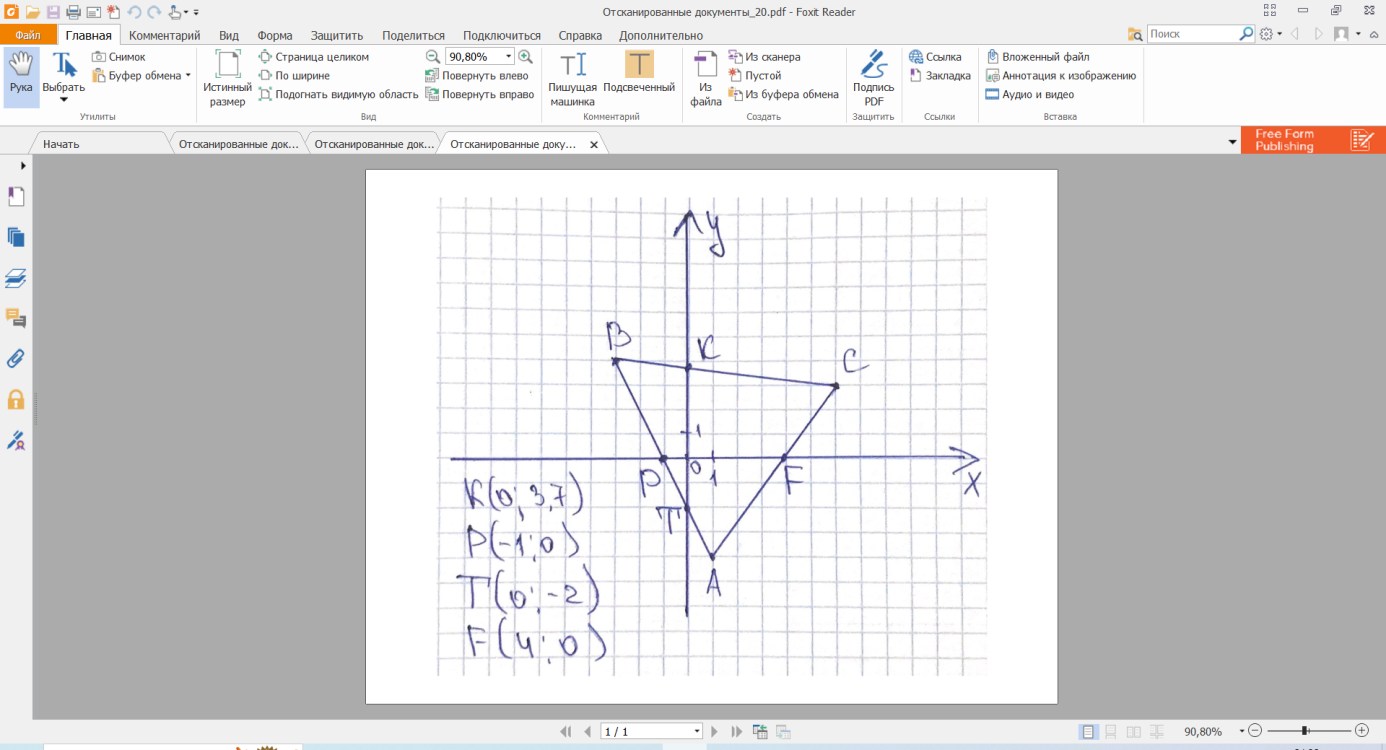 Отсканированные документы_20.pdf - Foxit Reader
Файл
Главная
Комментарий
Вид
Форма
Защитить
Поделиться
Подключиться
Справка
Дополнительно
Поиск
Рука
Выбрать
Снимок
Буфер обмена
Утилиты
Истинный размер
Страница целиком
По ширине
Подогнать видимую область
90,80%
Повернуть влево
Повернуть вправо
Вид
Пишущая машинка
Подсвеченный
Комментарий
Из файла
Из сканера
Пустой
Из буфера обмена
Создать
Подпись PDF
Защитить
Ссылка
Закладка
Ссылки
Вложенный файл
Аннотация к изображению
Аудио и видео
Вставка
Начать
Отсканированные док...
Отсканированные док...
Отсканированные доку...
Free Form
Publishing
y
B
K
C
1
0
1
P
F
X
T
A
K(0; 3,7)
P(-1; 0)
T(0; -2)
F(4; 0)
1 / 1
90,80%